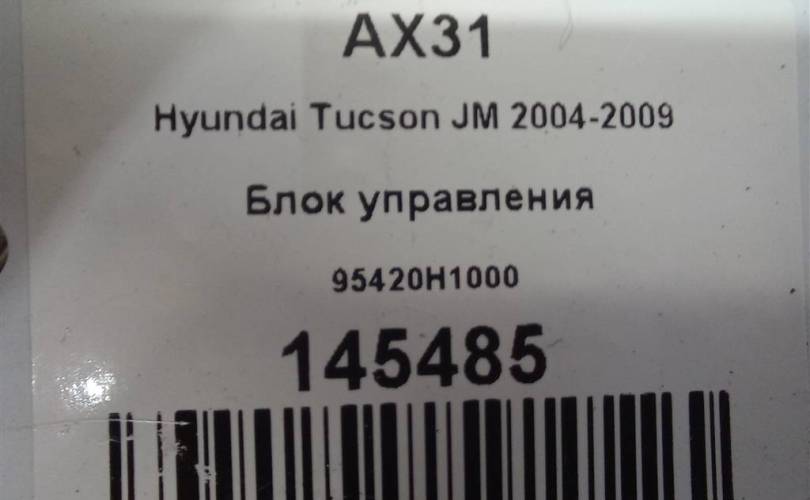 AX31
Hyundai Tucson JM 2004-2009
Блок управления
95420H1000
145485